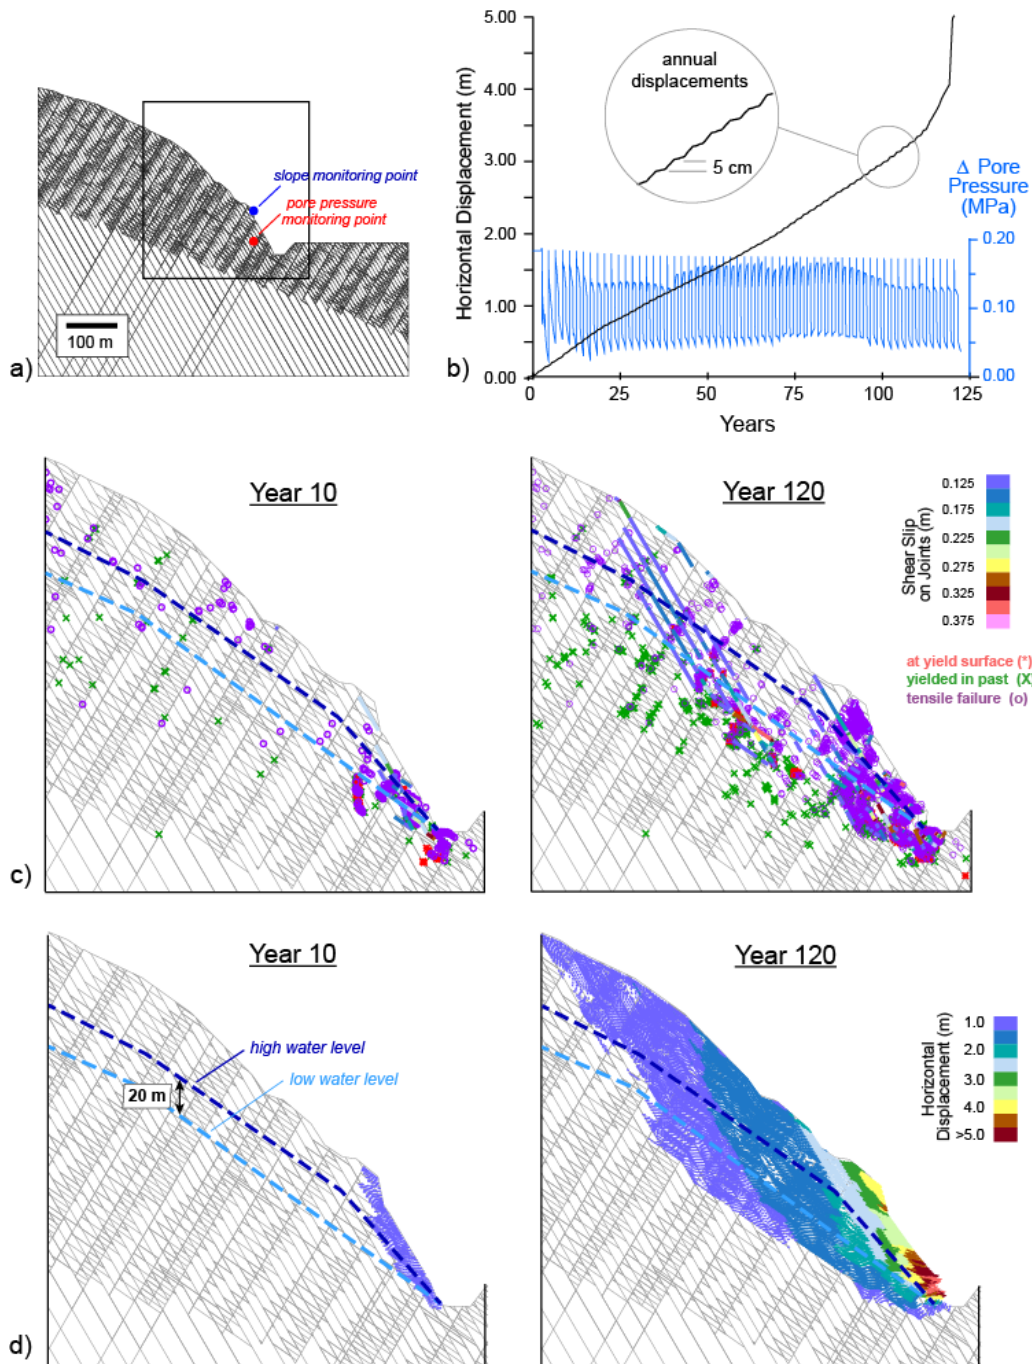 a)
slope monitoring point
pore pressure
monitoring point
100 m
b)
Horizontal Displacement (m)
5.00
4.00
3.00
2.00
1.00
0.00
annual
displacements
5 cm
Δ Pore
Pressure
(MPa)
0.20
0.10
0.00
0
25
50
75
100
125
Years
c)
Year 10
Year 120
Shear Slip
on Joints (m)
0.125
0.175
0.225
0.275
0.325
0.375
at yield surface (*)
yielded in past (X)
tensile failure (o)
d)
Year 10
high water level
low water level
20 m
Year 120
Horizontal
Displacement (m)
1.0
2.0
3.0
4.0
>5.0